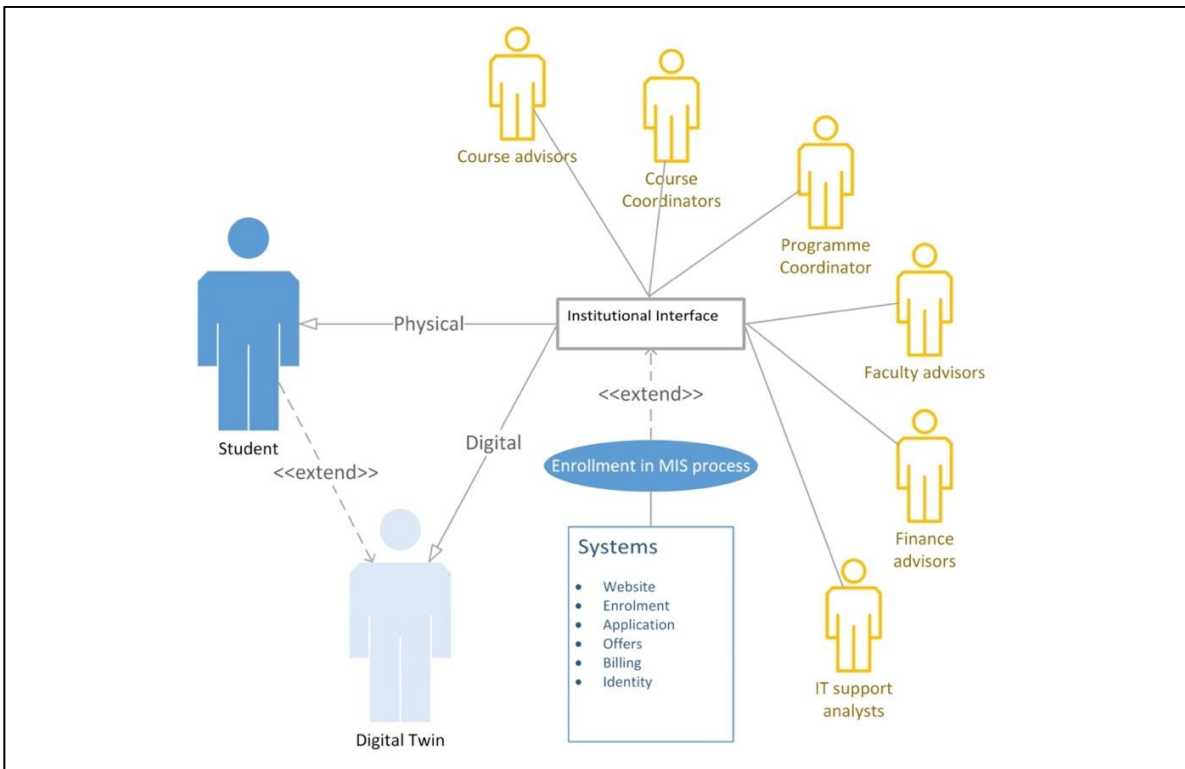 Course advisors
Course
Coordinators
Programme
Coordinator
Institutional Interface
Physical
Faculty advisors
<<extend>>
Student
Digital
<<extend>>
Enrollment in MIS process
Finance
advisors
Systems
• Website
• Enrolment
• Application
• Offers
• Billing
• Identity
IT support
analysts
Digital Twin